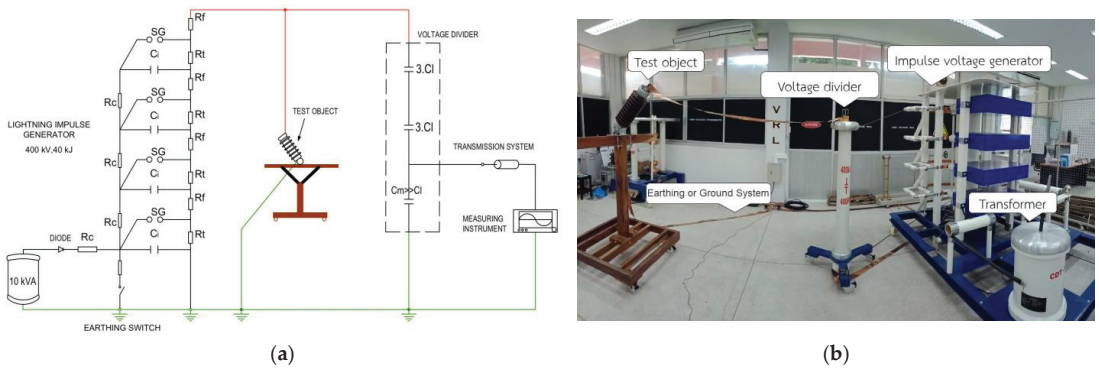 Rf
SG
Ci
Rt
Rf
SG
Ci
Rc
Rt
Rf
LIGHTNING IMPULSE
GENERATOR
400 kV,40 kJ
SG
Ci
Rc
Rt
Rf
SG
Ci
Rc
Rt
DIODE
Rc
10 kVA
EARTHING SWITCH
TEST OBJECT
VOLTAGE DIVIDER
3.Cl
3.Cl
Cm>>Cl
TRANSMISSION SYSTEM
MEASURING
INSTRUMENT
(a)
Test object
Voltage divider
Impulse voltage generator
VRL
Earthing or Ground System
Transformer
CDT
(b)